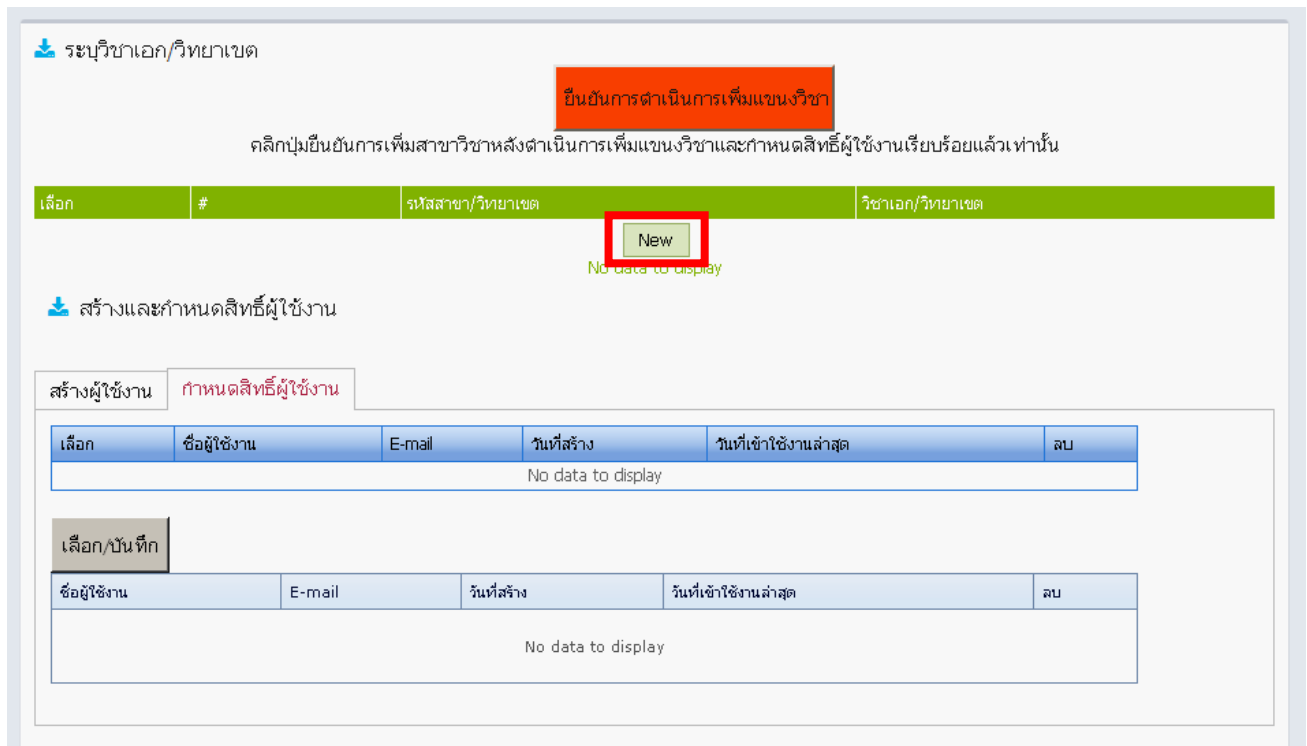 ระบุวิชาเอก/วิทยาเขต
ยืนยันการดำเนินการเพิ่มแขนงวิชา
คลิกปุ่มยืนยันการเพิ่มสาขาวิชาหลังดำเนินการเพิ่มแขนงวิชาและกำหนดสิทธิ์ผู้ใช้งานเรียบร้อยแล้วเท่านั้น
เลือก # รหัสสาขา/วิทยาเขต วิชาเอก/วิทยาเขต
New
No data to display
สร้างและกำหนดสิทธิ์ผู้ใช้งาน
สร้างผู้ใช้งาน กำหนดสิทธิ์ผู้ใช้งาน
เลือก ชื่อผู้ใช้งาน E-mail วันที่สร้าง วันที่เข้าใช้งานล่าสุด ลบ
No data to display
เลือก/บันทึก
ชื่อผู้ใช้งาน E-mail วันที่สร้าง วันที่เข้าใช้งานล่าสุด ลบ
No data to display